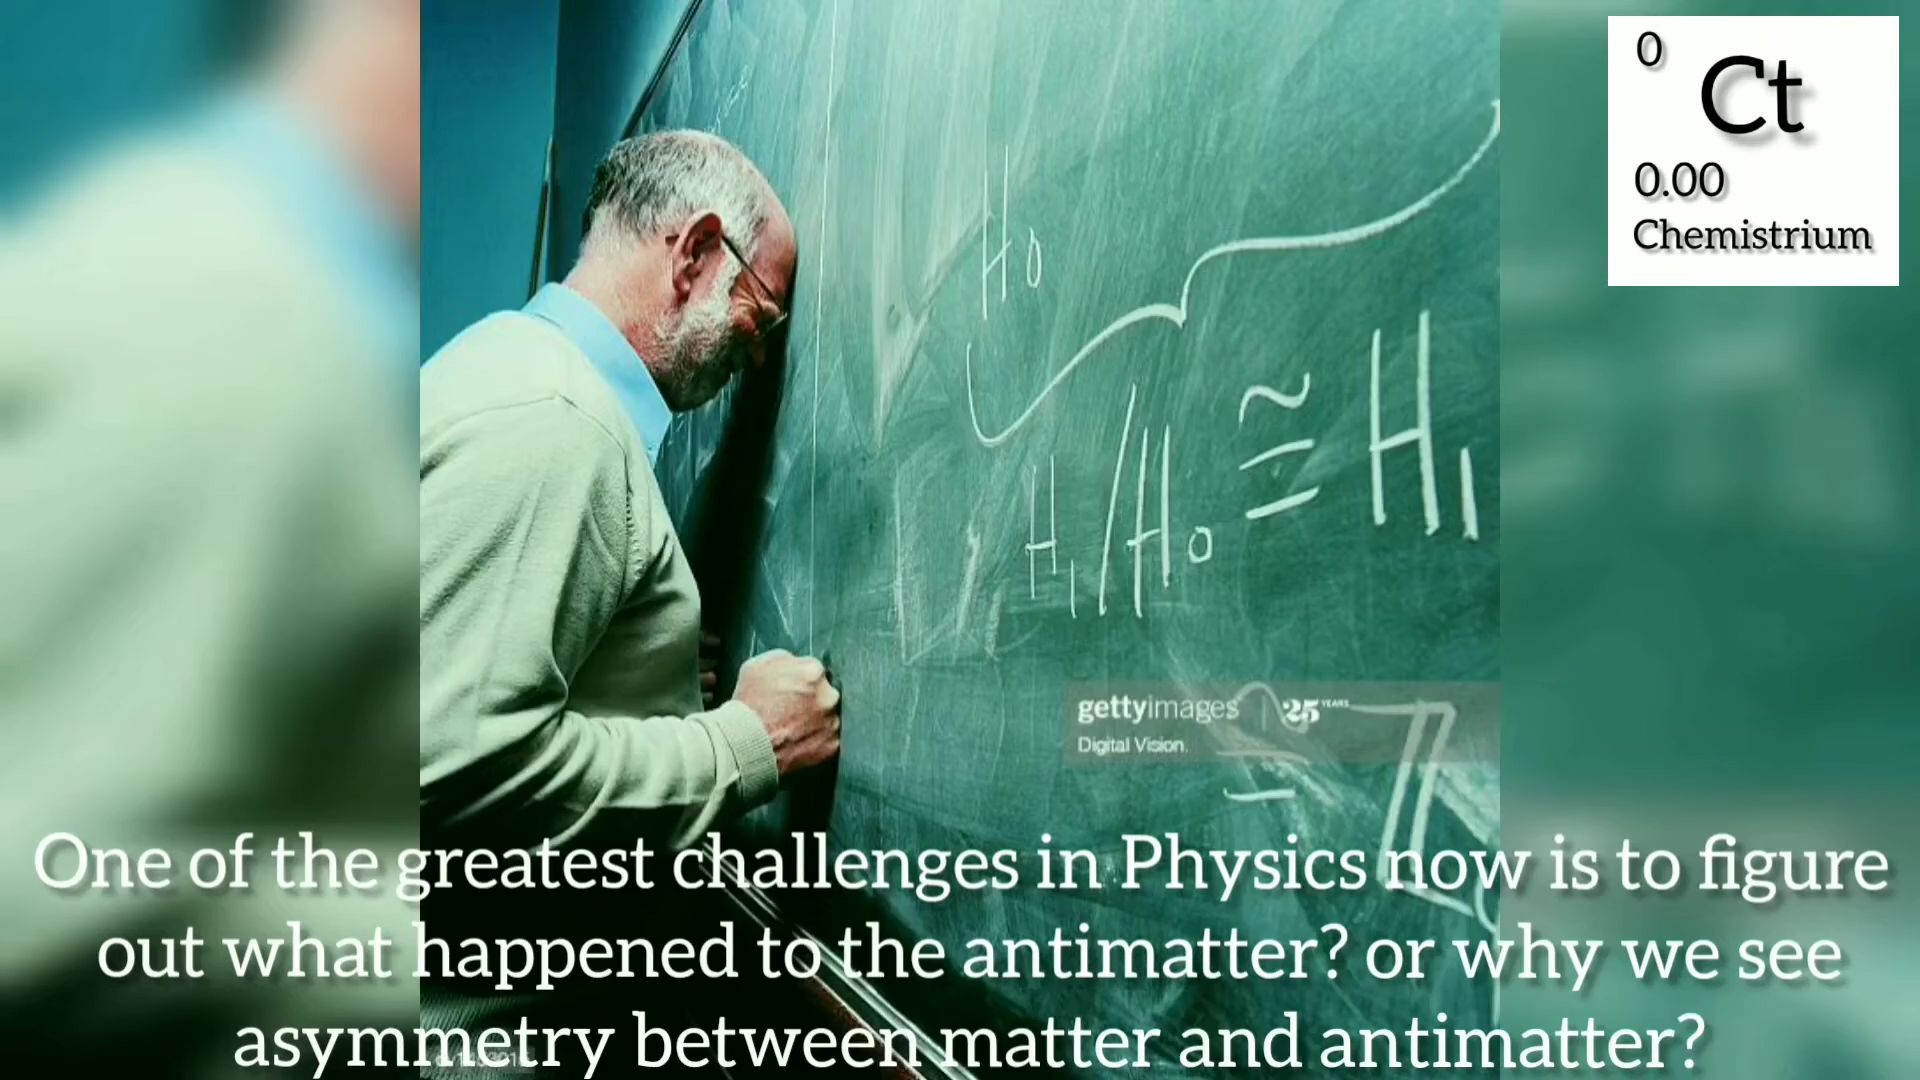 0
Ct
0.00
Chemistrium
H0
H1/H0 ≅ H1
gettyimages 25 YEARS
Digital Vision.
One of the greatest challenges in Physics now is to figure
out what happened to the antimatter? or why we see
asymmetry between matter and antimatter?